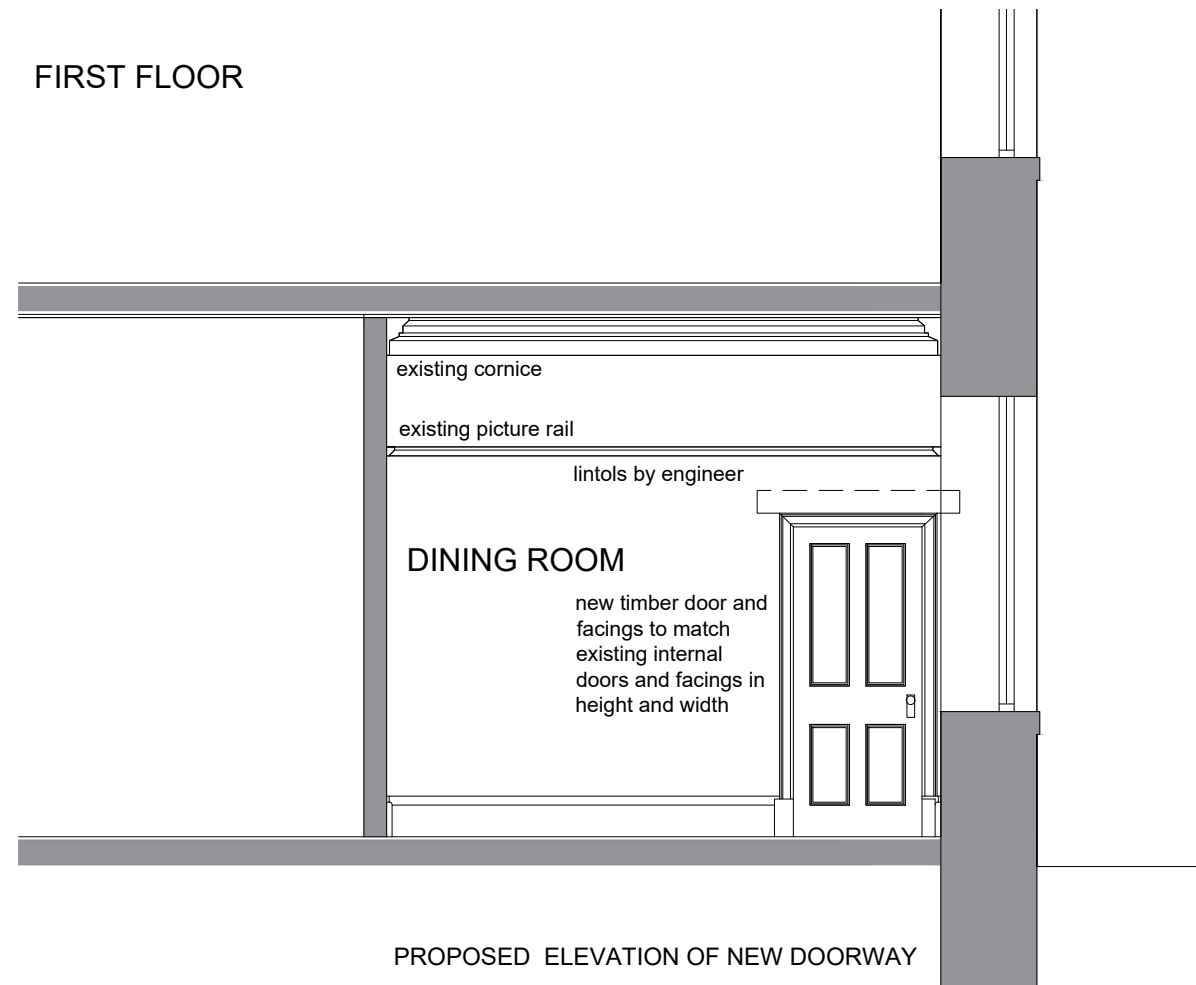 FIRST FLOOR
existing cornice
existing picture rail
lintols by engineer
DINING ROOM
new timber door and
facings to match
existing internal
doors and facings in
height and width
PROPOSED ELEVATION OF NEW DOORWAY